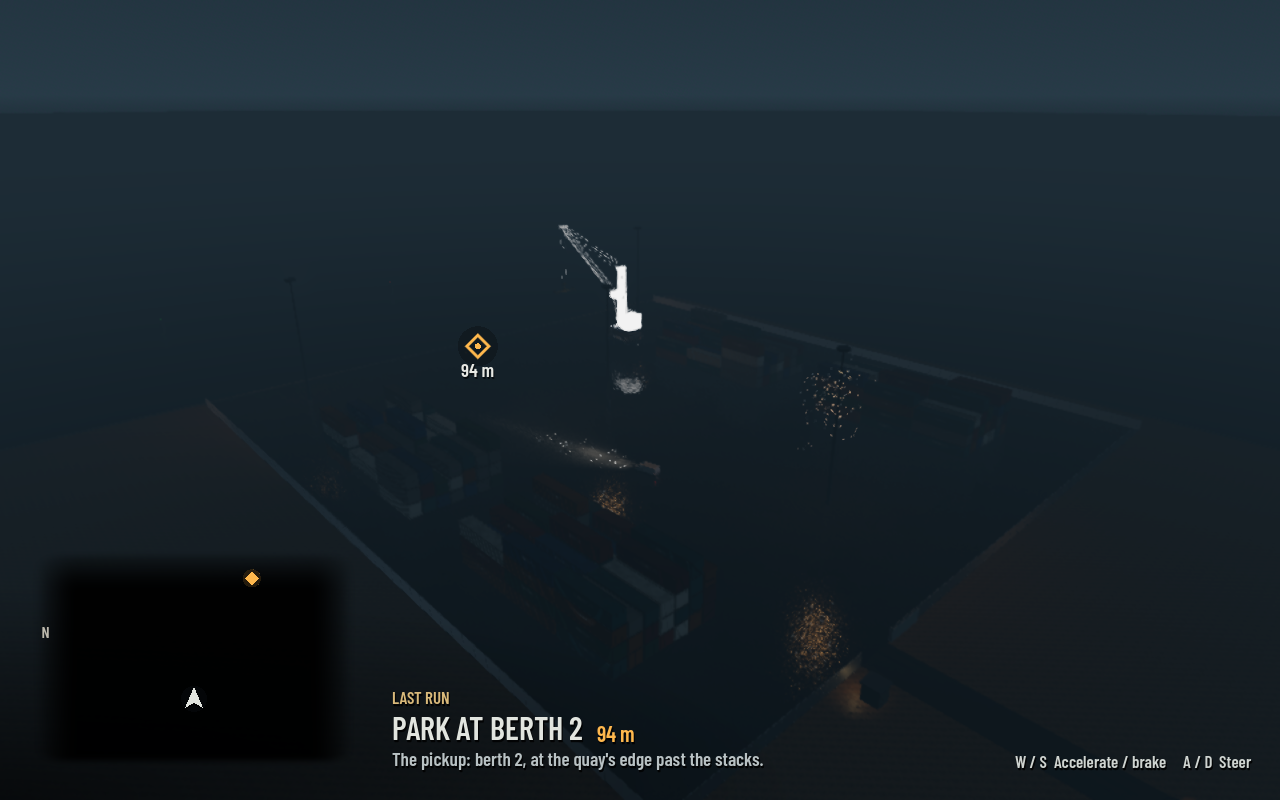 94 m
N
LAST RUN
PARK AT BERTH 2 94 m
The pickup: berth 2, at the quay's edge past the stacks.
W / S Accelerate / brake A / D Steer